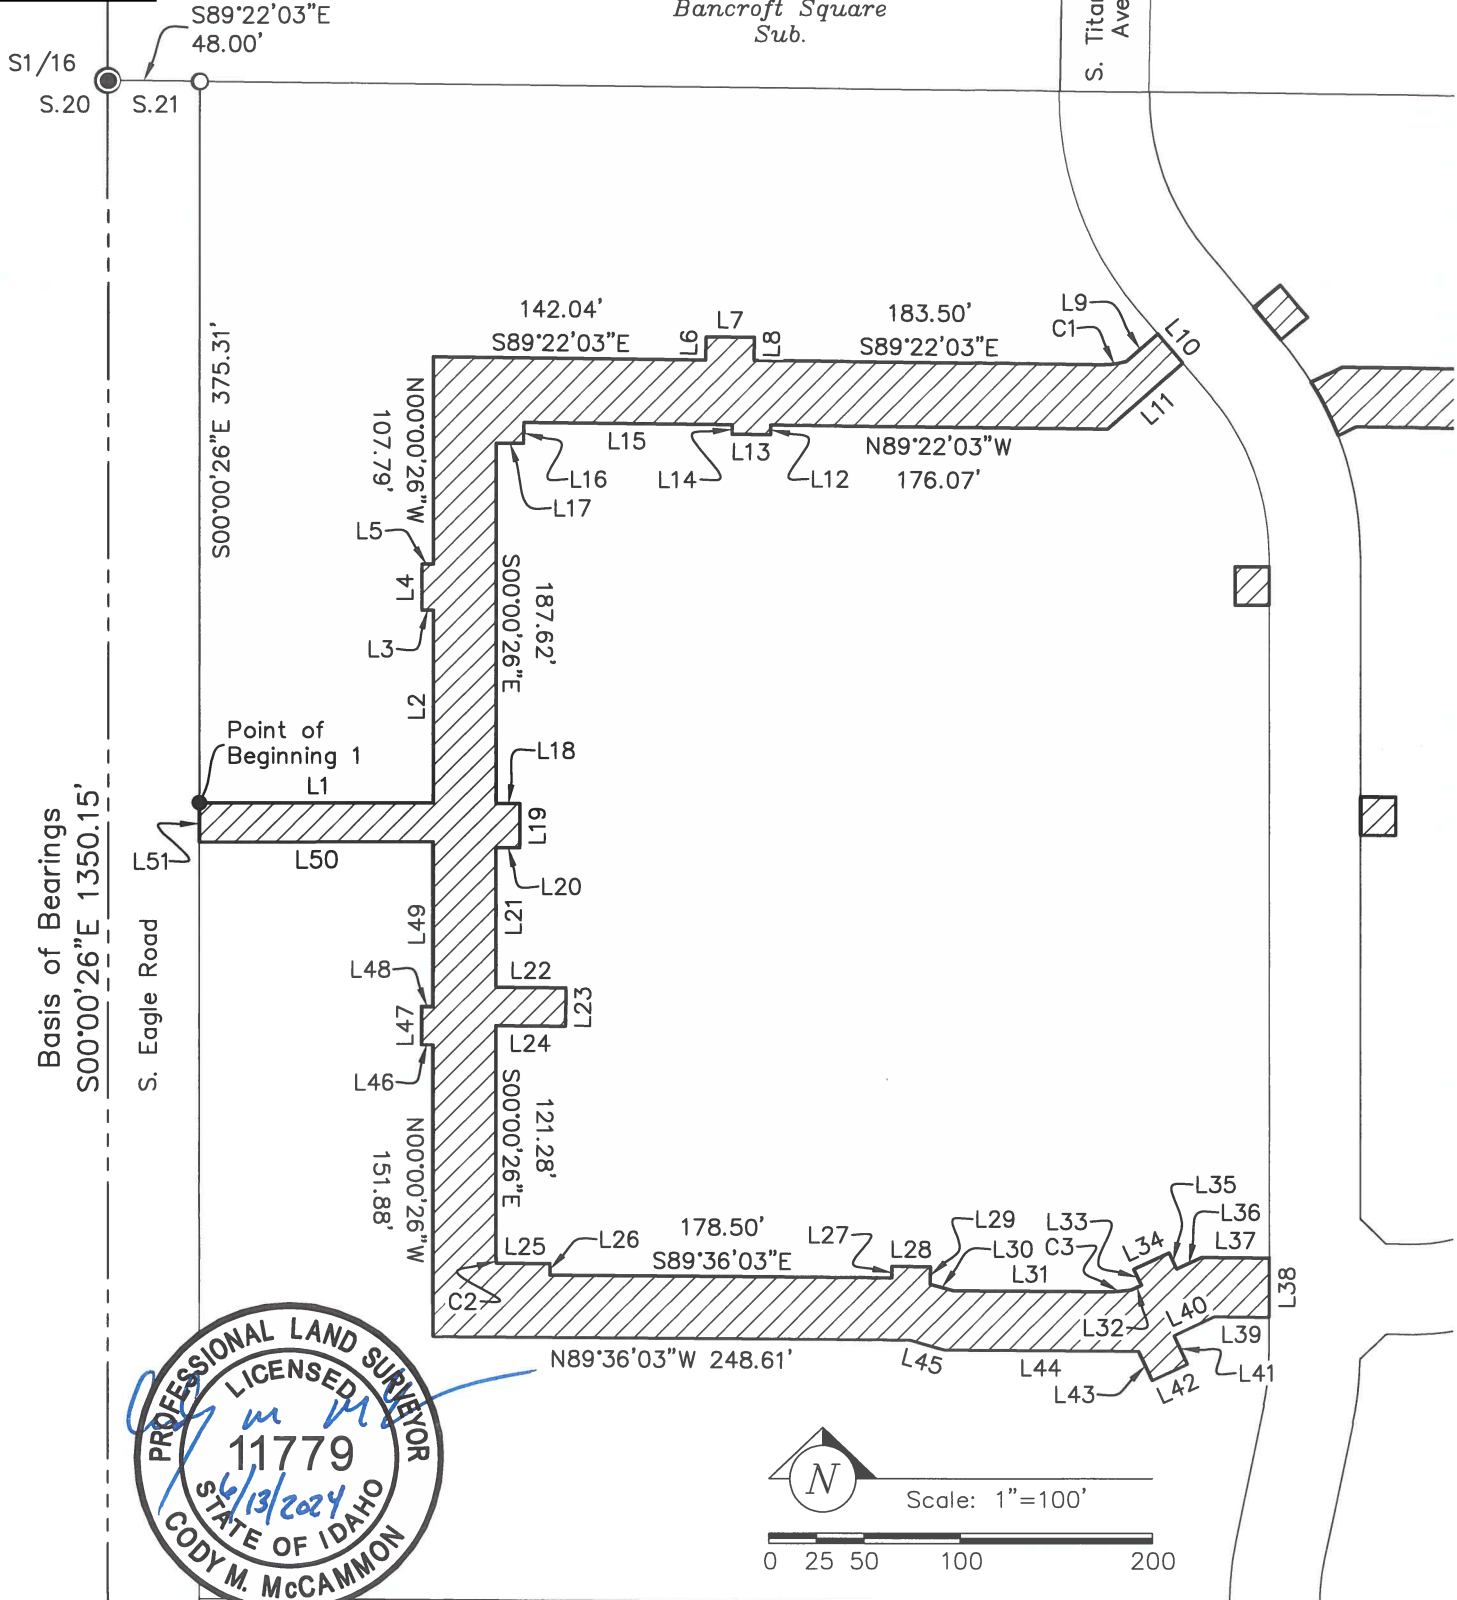 S89°22'03"E
48.00'
Bancroft Square
Sub.
S. Titan
Ave
S1/16
S.20
S.21
S00°00'26"E 375.31'
142.04'
S89°22'03"E
L6
L7
L8
183.50'
S89°22'03"E
L9
C1
L10
L11
N00°00'26"W
107.79'
L15
L14
L13
L12
N89°22'03"W
176.07'
L16
L17
L5
L4
L3
L2
187.62'
S00°00'26"E
Point of
Beginning 1
L1
L18
L19
L20
L51
L50
L21
L49
L48
L47
L46
L22
L23
L24
Basis of Bearings
S00°00'26"E 1350.15'
S. Eagle Road
N00°00'26"W
151.88'
121.28'
S00°00'26"E
L25
L26
C2
178.50'
S89°36'03"E
L27
L28
L29
L30
L31
C3
L33
L34
L35
L36
L37
L38
L32
L40
L39
L41
L42
L43
L44
L45
N89°36'03"W 248.61'
PROFESSIONAL LAND SURVEYOR
LICENSED
11779
6/13/2024
STATE OF IDAHO
CODY M. McCAMMON
N
Scale: 1"=100'
0 25 50 100 200